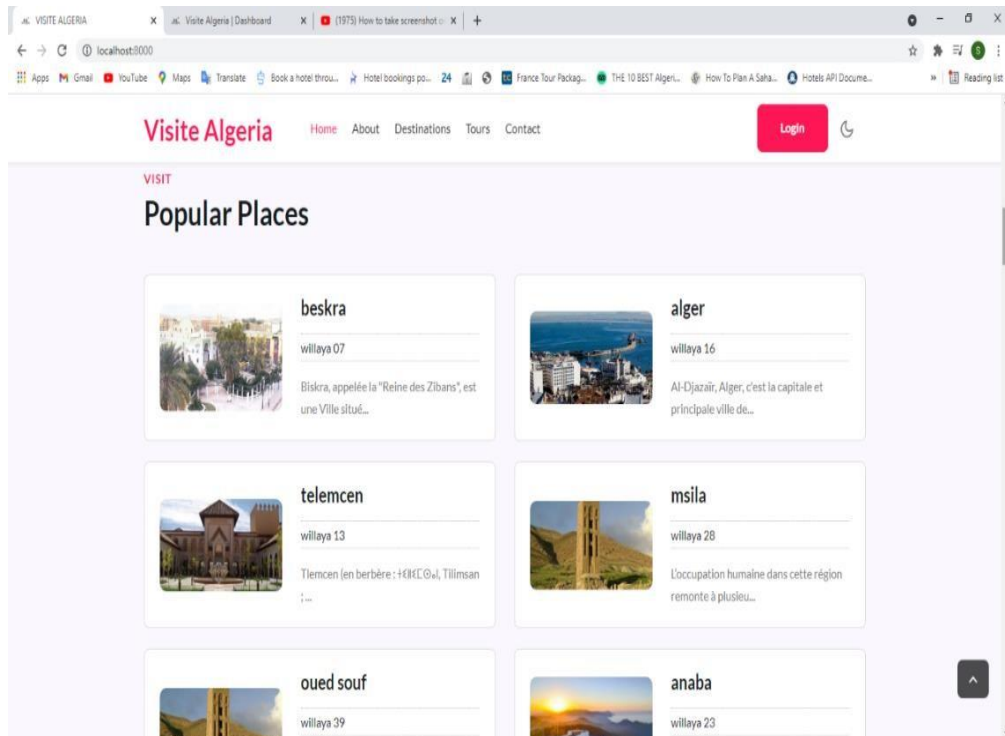 VISITE ALGERIA
Visite Algeria | Dashboard
(1975) How to take screenshot o
localhost:8000
Apps Gmail YouTube Maps Translate Book a hotel throu... Hotel bookings po... 24 France Tour Packag... THE 10 BEST Algeri... How To Plan A Saha... Hotels API Docume... » Reading list
Visite Algeria Home About Destinations Tours Contact Login
VISIT
Popular Places
beskra
willaya 07
Biskra, appelée la "Reine des Zibans", est
une Ville situé...
alger
willaya 16
Al-Djazaïr, Alger, c'est la capitale et
principale ville de...
telemcen
willaya 13
Tlemcen (en berbère : Tilimsan
; ...
msila
willaya 28
L'occupation humaine dans cette région
remonte à plusieu...
oued souf
willaya 39
anaba
willaya 23